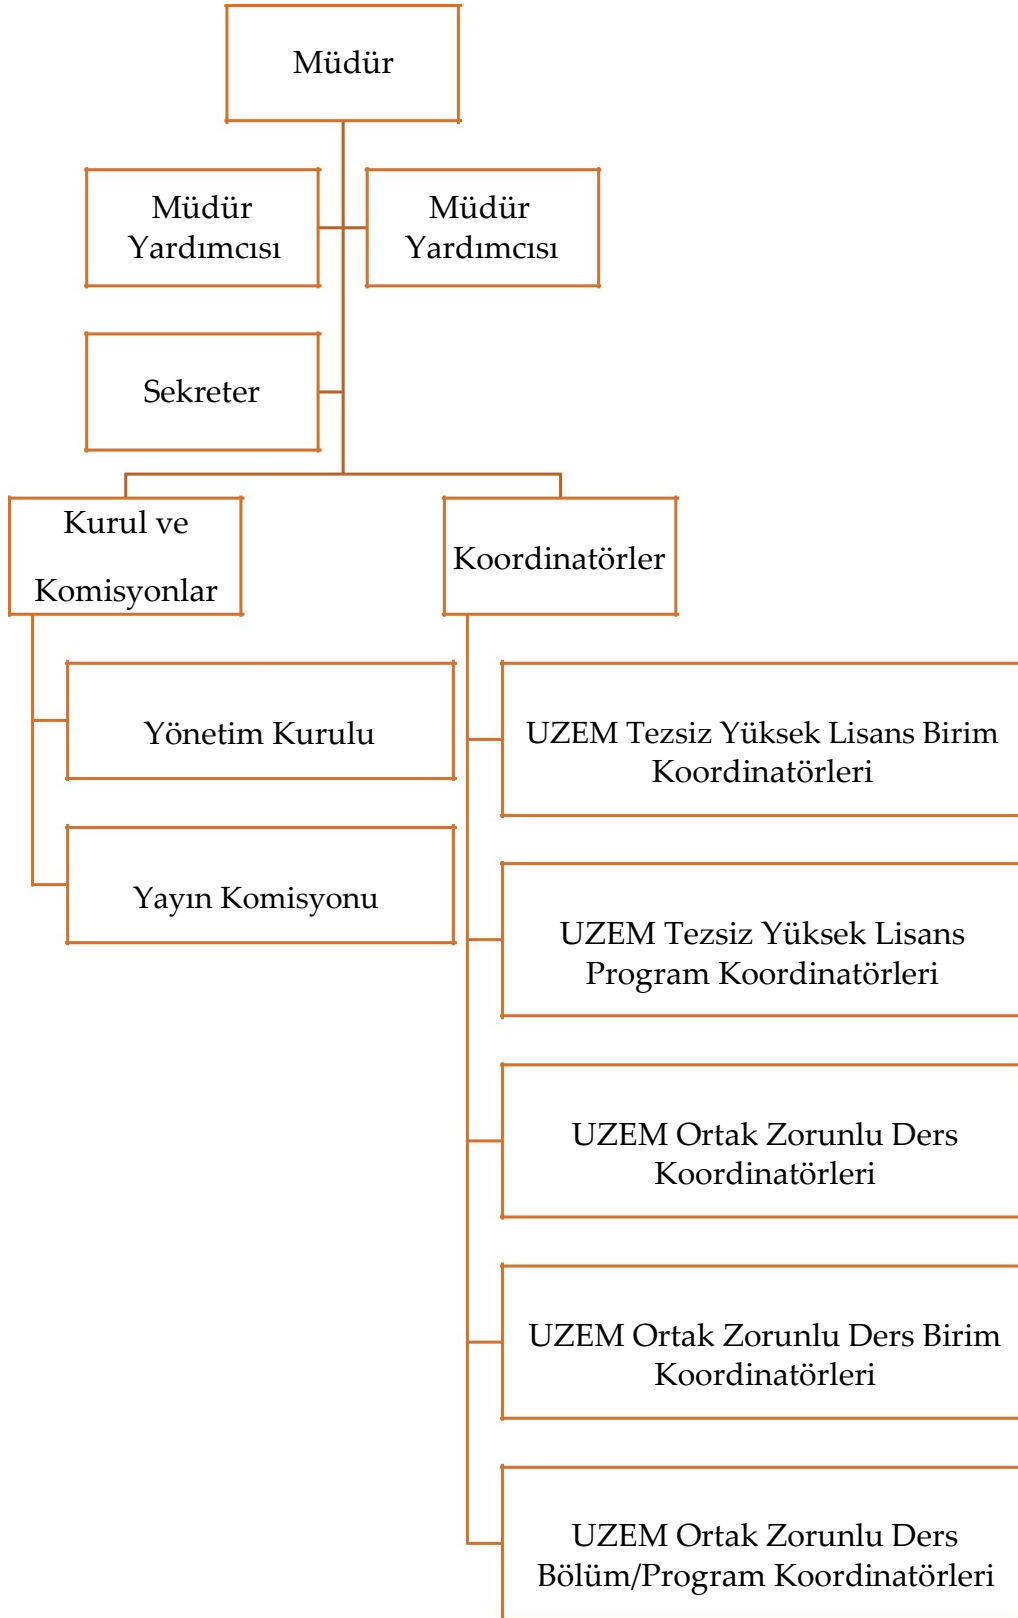 Müdür
Müdür
Yardımcısı
Müdür
Yardımcısı
Sekreter
Kurul ve
Komisyonlar
Koordinatörler
Yönetim Kurulu
Yayın Komisyonu
UZEM Tezsiz Yüksek Lisans Birim
Koordinatörleri
UZEM Tezsiz Yüksek Lisans
Program Koordinatörleri
UZEM Ortak Zorunlu Ders
Koordinatörleri
UZEM Ortak Zorunlu Ders Birim
Koordinatörleri
UZEM Ortak Zorunlu Ders
Bölüm/Program Koordinatörleri